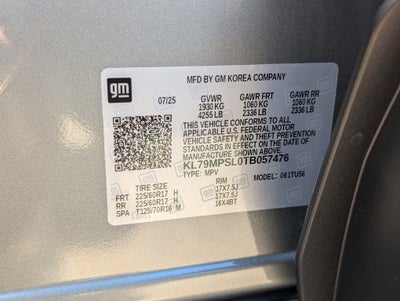 gm
MFD BY GM KOREA COMPANY
07/25 GVWR GAWR FRT GAWR RR
1930 KG 1060 KG 1060 KG
4255 LB 2336 LB 2336 LB
THIS VEHICLE CONFORMS TO ALL
APPLICABLE U.S. FEDERAL MOTOR
VEHICLE SAFETY AND THEFT PREVENTION
STANDARDS IN EFFECT ON THE DATE OF
MANUFACTURE SHOWN ABOVE.
KL79MPSL0TB057476
TYPE: MPV MODEL: 061TU56
TIRE SIZE RIM
FRT 225/60R17 H 17X7.5J
RR 225/60R17 H 17X7.5J
SPA T125/70R16 M 16X4BT